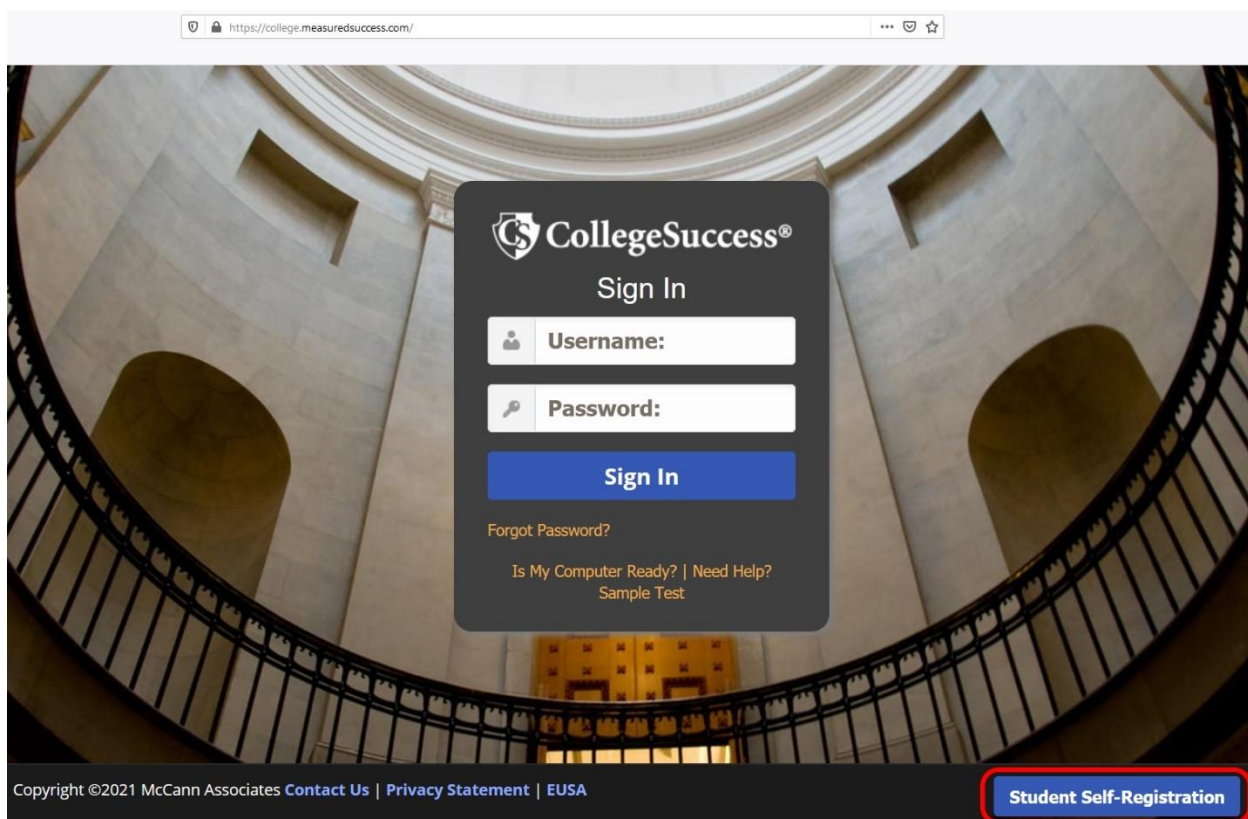 https://college.measuredsuccess.com/
CS CollegeSuccess®
Sign In
Username:
Password:
Sign In
Forgot Password?
Is My Computer Ready? | Need Help?
Sample Test
Copyright ©2021 McCann Associates Contact Us | Privacy Statement | EUSA
Student Self-Registration